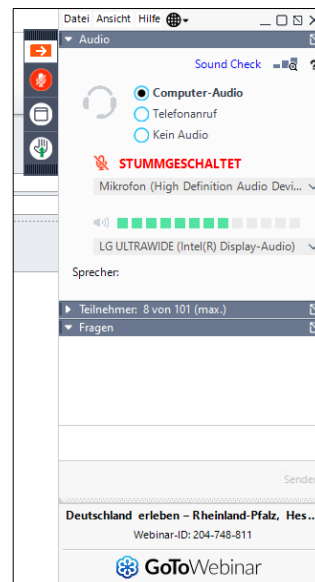 Datei Ansicht Hilfe
Audio
Sound Check ?
Computer-Audio
Telefonanruf
Kein Audio
STUMMGESCHALTET
Mikrofon (High Definition Audio Devi...
LG ULTRAWIDE (Intel(R) Display-Audio)
Sprecher:
Teilnehmer: 8 von 101 (max.)
Fragen
Senden
Deutschland erleben – Rheinland-Pfalz, Hes...
Webinar-ID: 204-748-811
GoToWebinar